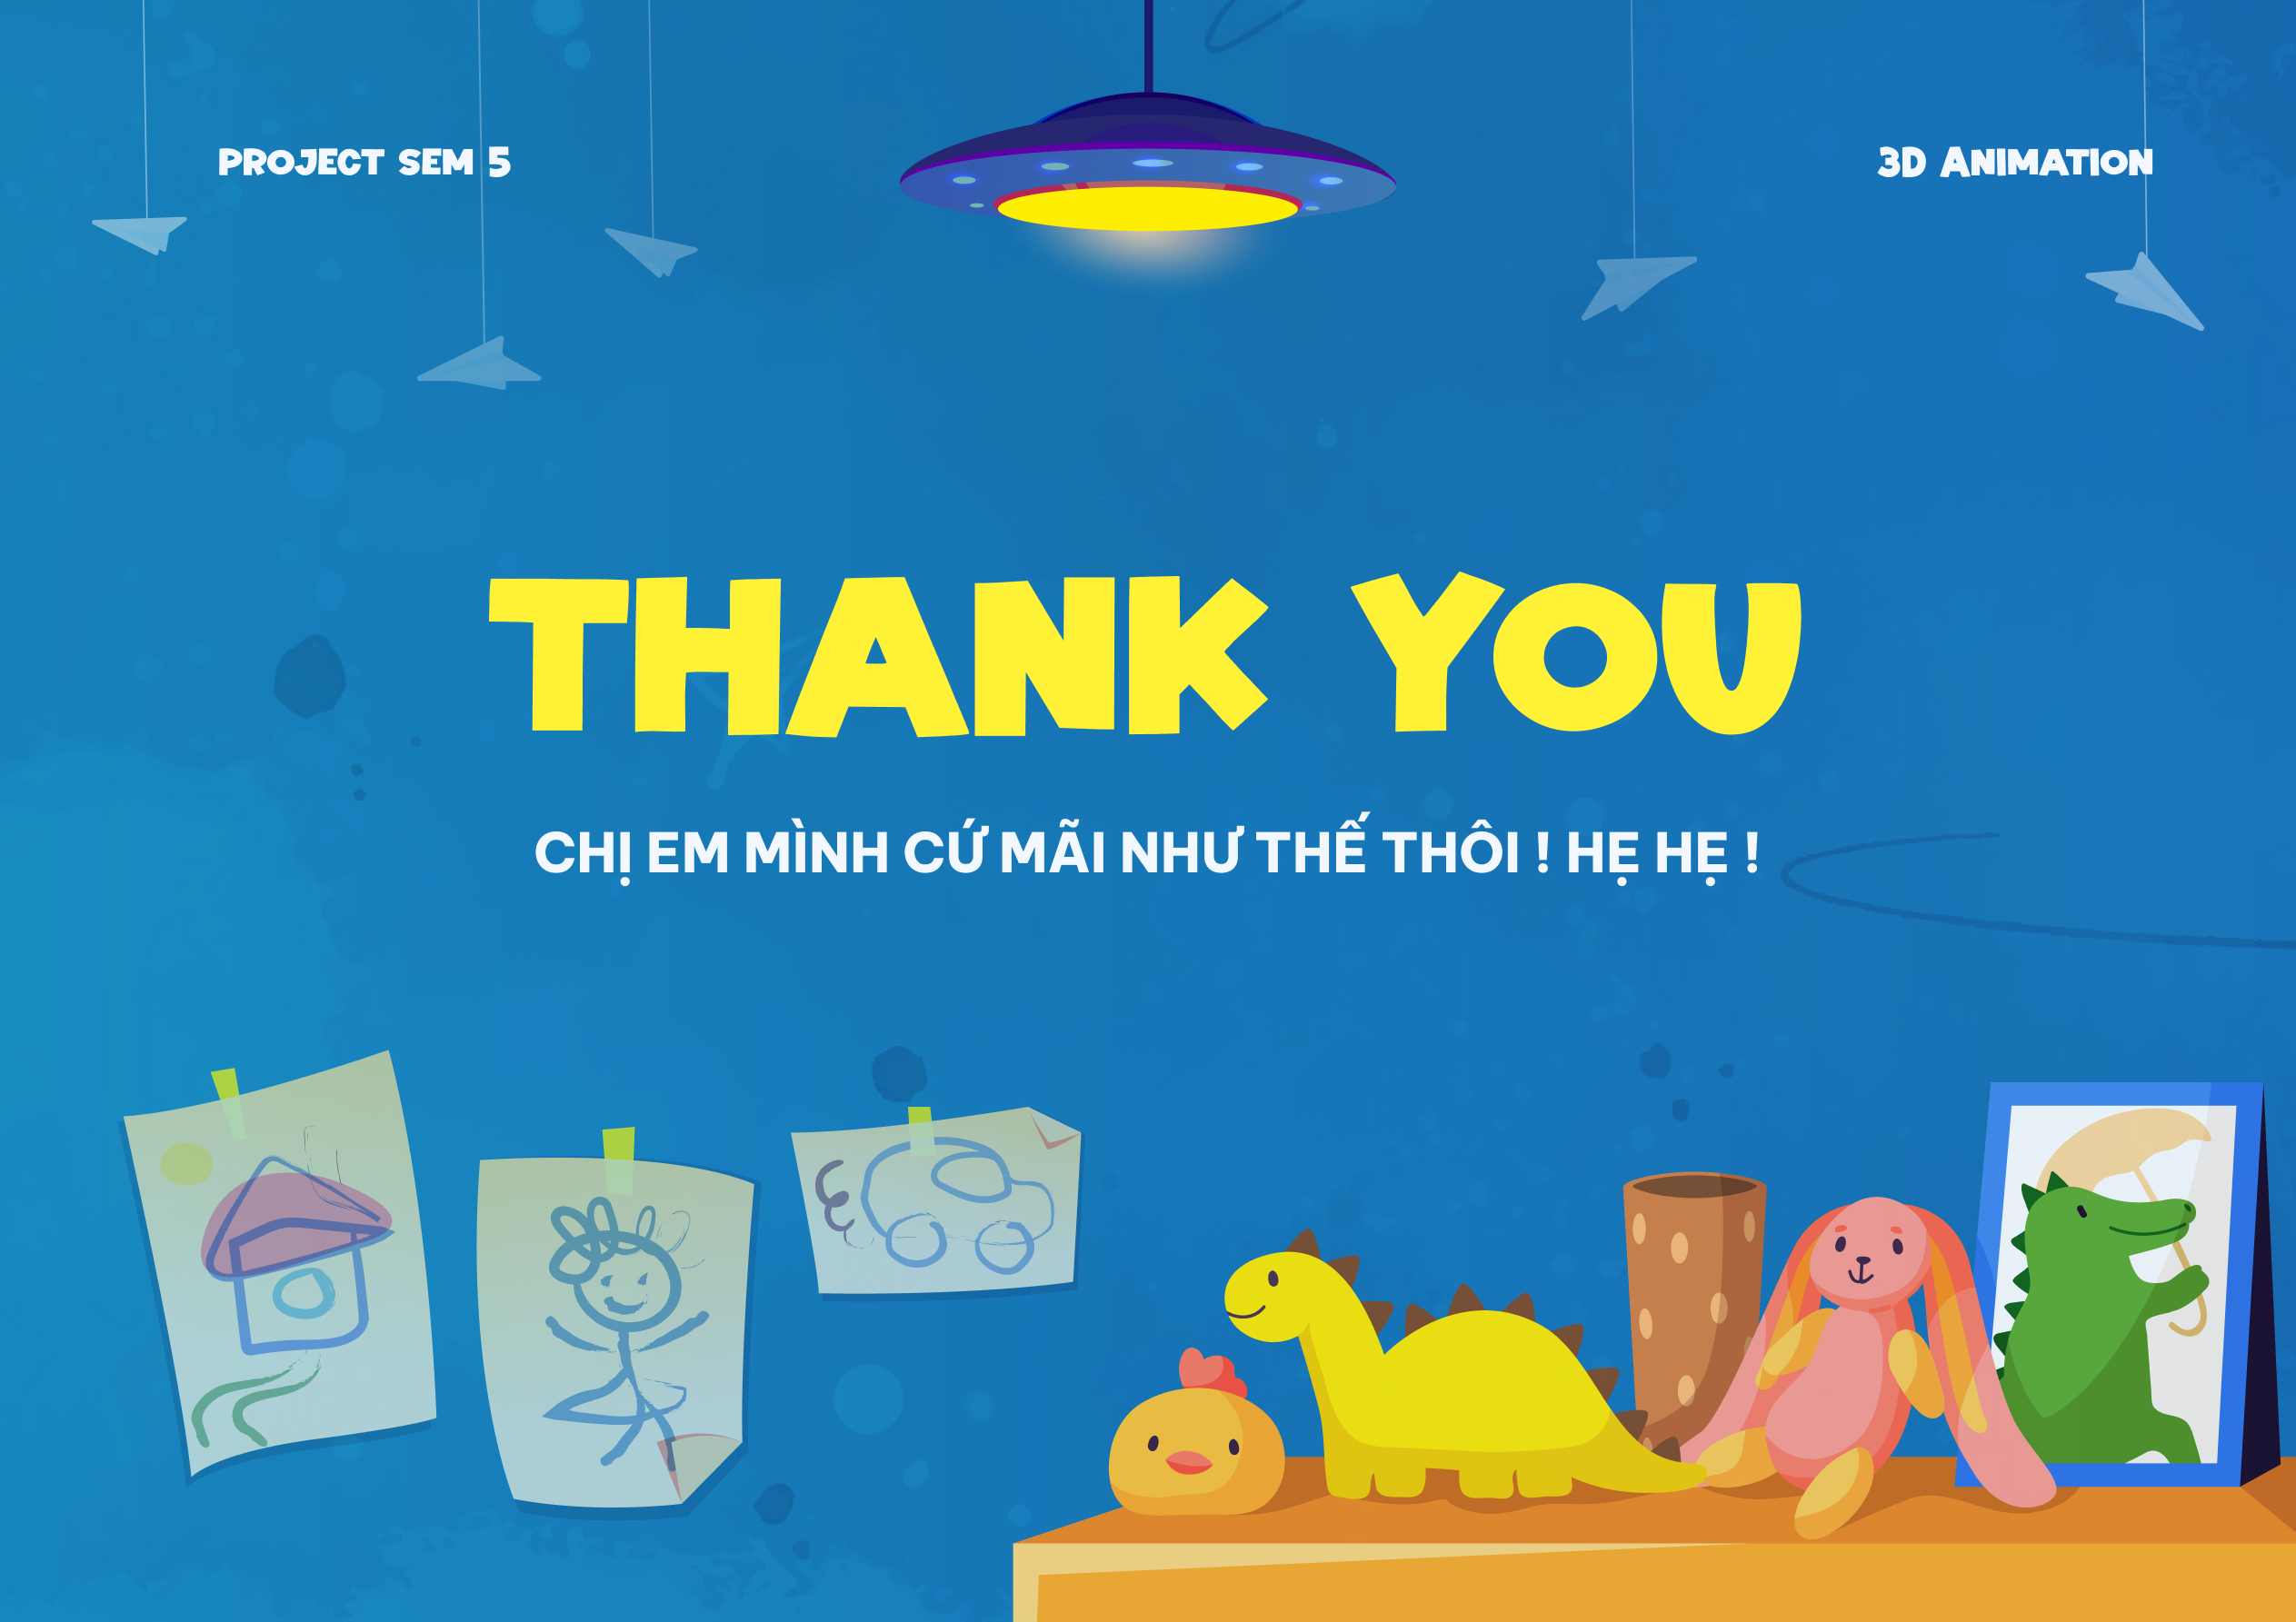 PROJECT SEM 5
3D ANIMATION
THANK YOU
CHỊ EM MÌNH CỨ MÃI NHƯ THẾ THÔI ! HẸ HẸ !